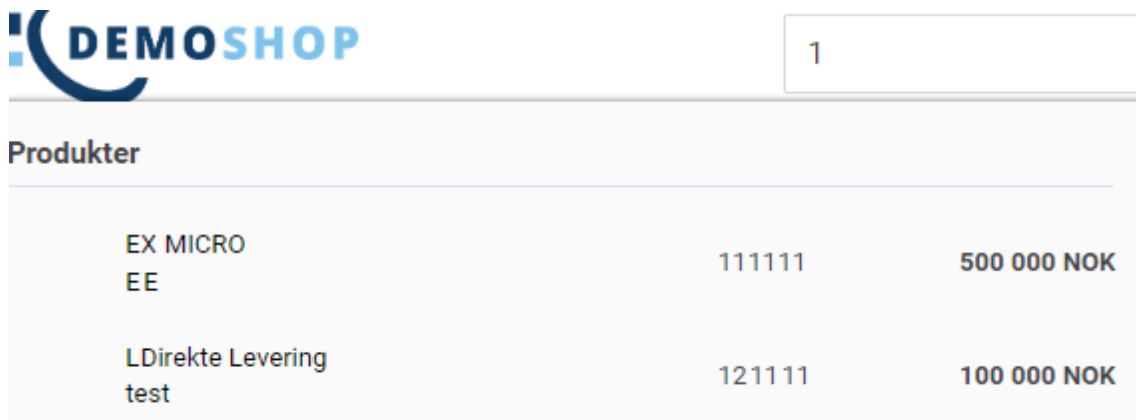 DEMOSHOP
1
Produkter
EX MICRO
EE
111111
500 000 NOK
LDirekte Levering
test
121111
100 000 NOK